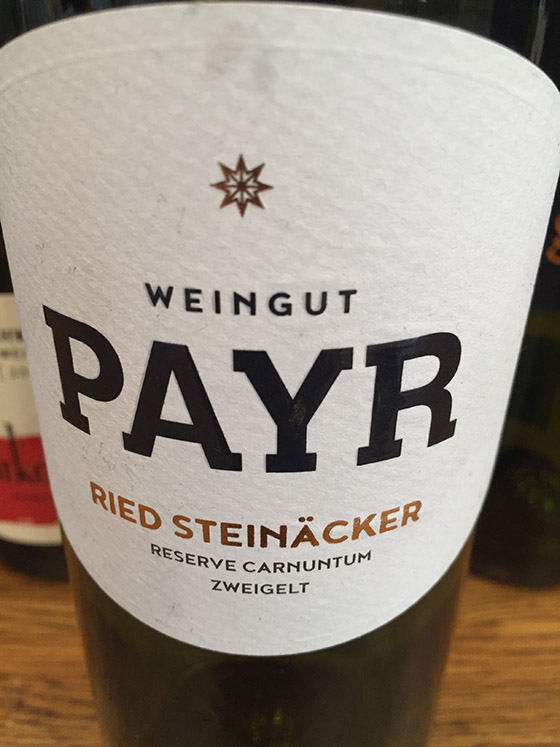 WEINGUT
PAYR
RIED STEINÄCKER
RESERVE CARNUNTUM
ZWEIGELT